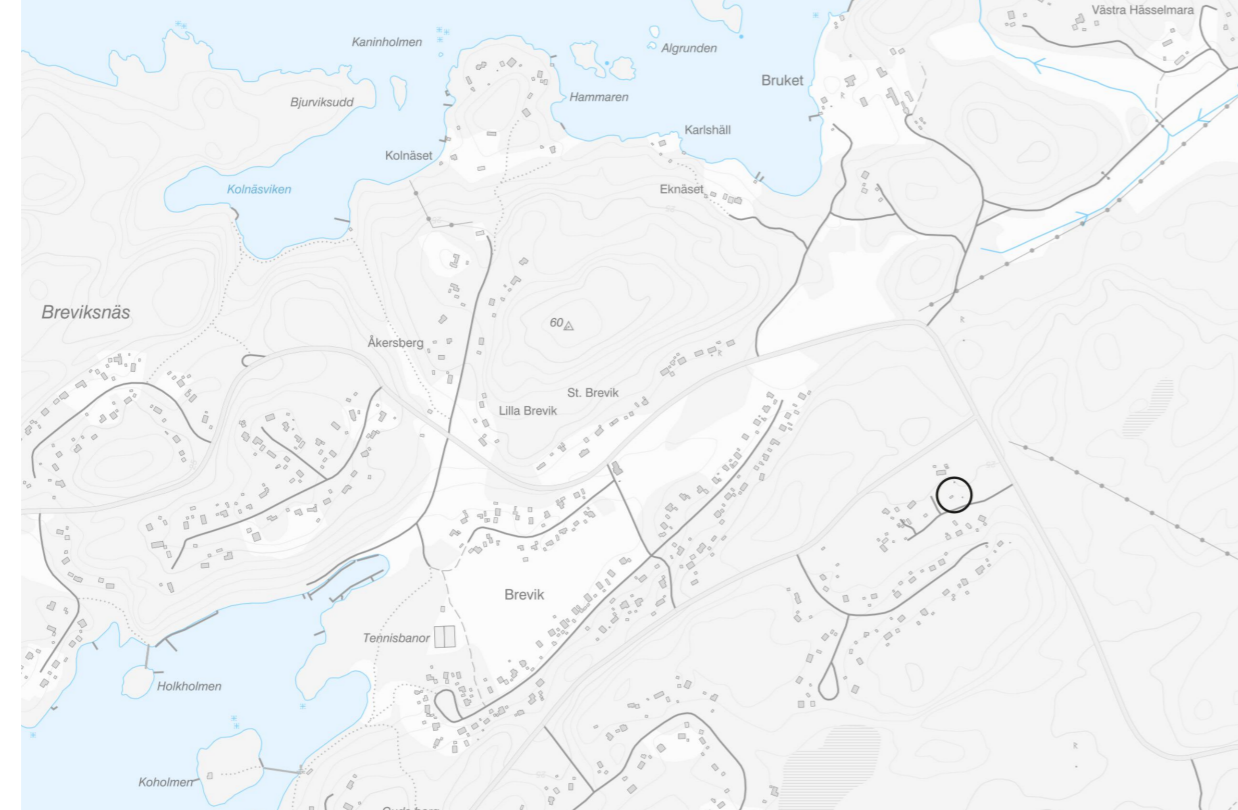 Västra Hässelmara
Kaninholmen
Algrunden
Bruket
Bjurviksudd
Hammaren
Karlshäll
Kolnäset
Kolnäsviken
Eknäset
Breviksnäs
60
Åkersberg
St. Brevik
Lilla Brevik
R
R
R
R
Brevik
Tennisbanor
Holkholmen
Koholmen